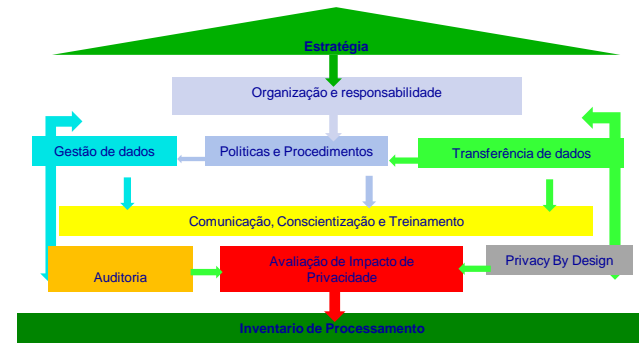 Estratégia
Organização e responsabilidade
Gestão de dados
Politicas e Procedimentos
Transferência de dados
Comunicação, Conscientização e Treinamento
Auditoria
Avaliação de Impacto de
Privacidade
Privacy By Design
Inventario de Processamento